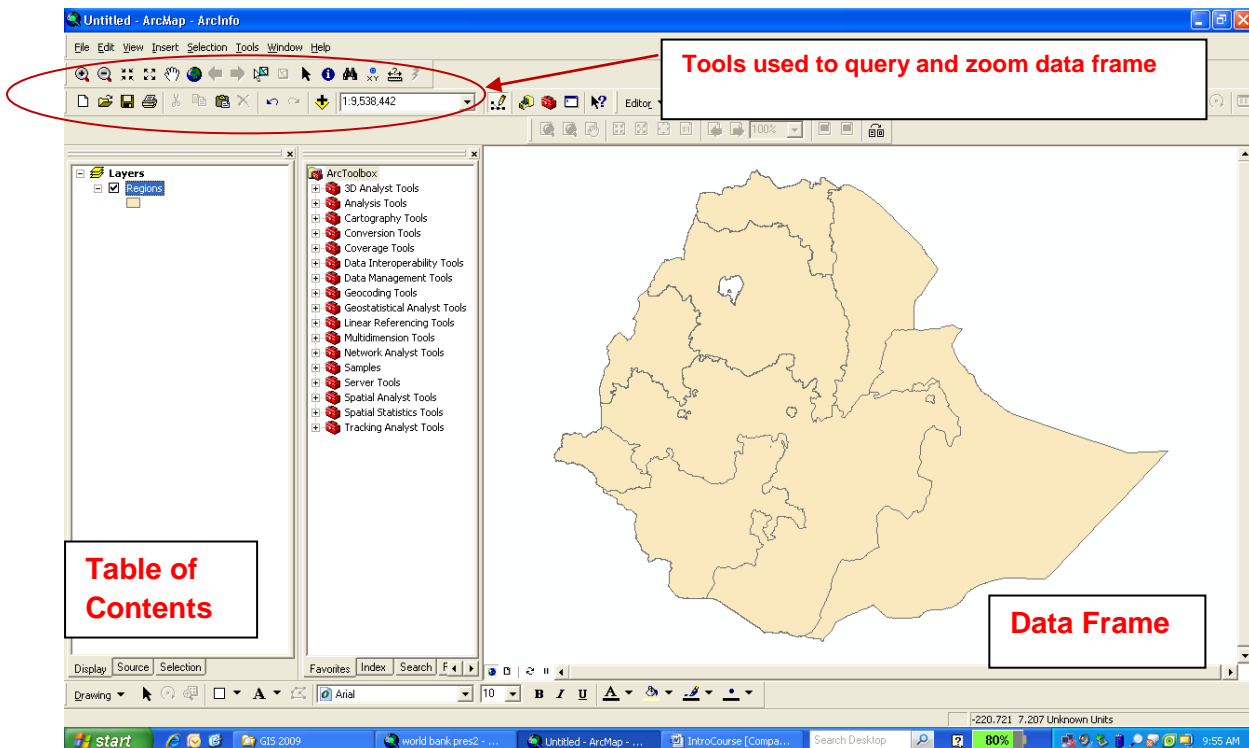 Untitled - ArcMap - ArcInfo
File Edit View Insert Selection Tools Window Help
Tools used to query and zoom data frame
1:9,538,442
Editor
100%
Layers
Regions
ArcToolbox
3D Analyst Tools
Analysis Tools
Cartography Tools
Conversion Tools
Coverage Tools
Data Interoperability Tools
Data Management Tools
Geocoding Tools
Geostatistical Analyst Tools
Linear Referencing Tools
Multidimension Tools
Network Analyst Tools
Samples
Server Tools
Spatial Analyst Tools
Spatial Statistics Tools
Tracking Analyst Tools
Table of
Contents
Data Frame
Display Source Selection
Favorites Index Search F
Drawing A Arial 10 B I U A
-220.721 7.207 Unknown Units
start GIS 2009 world bank pres2 - ... Untitled - ArcMap - ... IntroCourse [Compa... Search Desktop 80% 9:55 AM